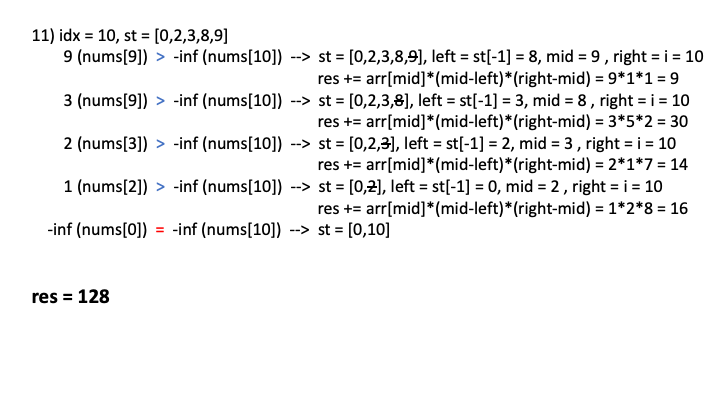 11) idx = 10, st = [0,2,3,8,9]
9 (nums[9]) > -inf (nums[10]) --> st = [0,2,3,8,9], left = st[-1] = 8, mid = 9 , right = i = 10
res += arr[mid]*(mid-left)*(right-mid) = 9*1*1 = 9
3 (nums[9]) > -inf (nums[10]) --> st = [0,2,3,8], left = st[-1] = 3, mid = 8 , right = i = 10
res += arr[mid]*(mid-left)*(right-mid) = 3*5*2 = 30
2 (nums[3]) > -inf (nums[10]) --> st = [0,2,3], left = st[-1] = 2, mid = 3 , right = i = 10
res += arr[mid]*(mid-left)*(right-mid) = 2*1*7 = 14
1 (nums[2]) > -inf (nums[10]) --> st = [0,2], left = st[-1] = 0, mid = 2 , right = i = 10
res += arr[mid]*(mid-left)*(right-mid) = 1*2*8 = 16
-inf (nums[0]) = -inf (nums[10]) --> st = [0,10]
res = 128